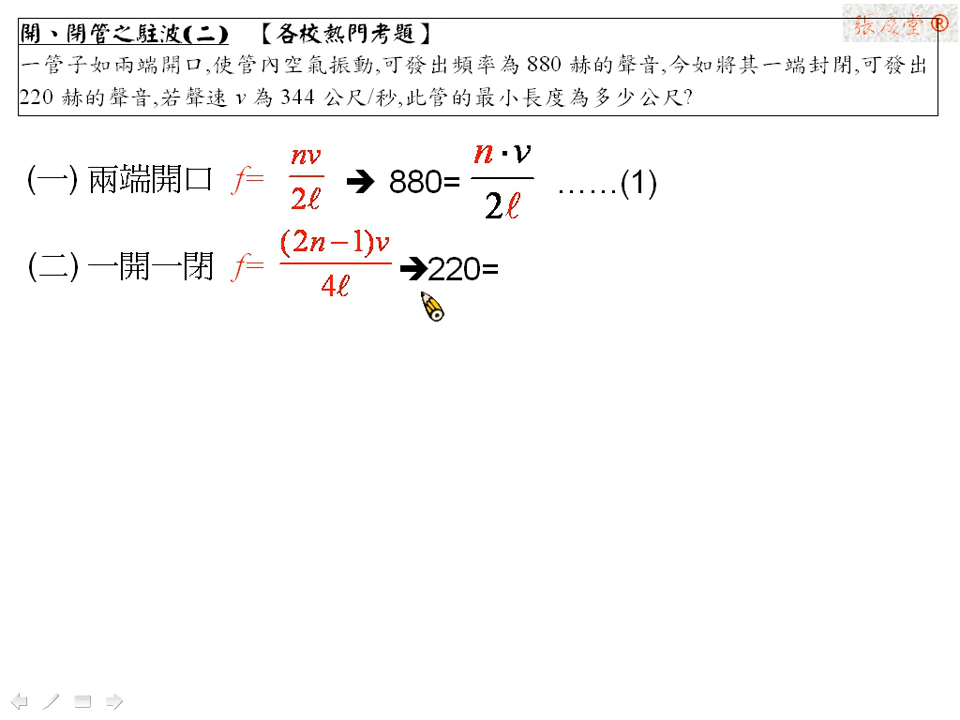 張度堂®
開、閉管之駐波(二) 【各校熱門考題】
一管子如兩端開口,使管內空氣振動,可發出頻率為 880 赫的聲音,今如將其一端封閉,可發出
220 赫的聲音,若聲速 v 為 344 公尺/秒,此管的最小長度為多少公尺?
(一) 兩端開口 f= nv/2ℓ ➔ 880= n·v/2ℓ ……(1)
(二) 一開一閉 f= (2n−1)v/4ℓ ➔220=